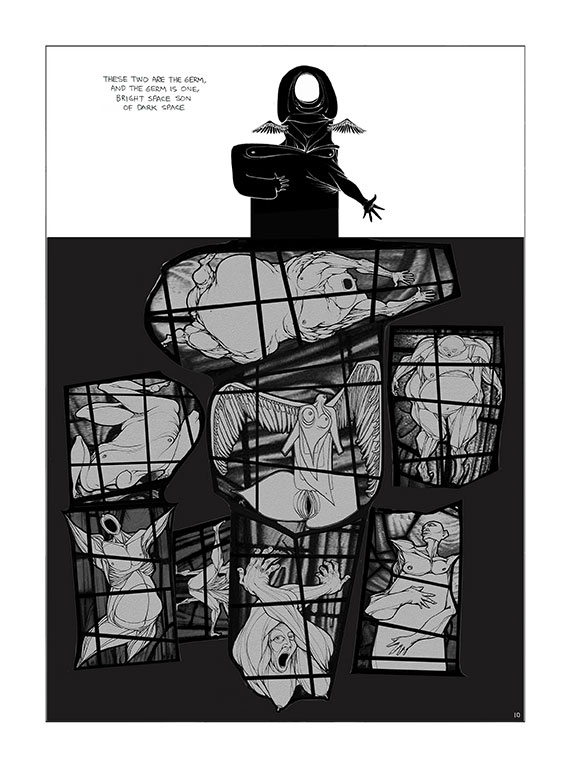 THESE TWO ARE THE GERM,
AND THE GERM IS ONE,
BRIGHT SPACE SON
OF DARK SPACE
10